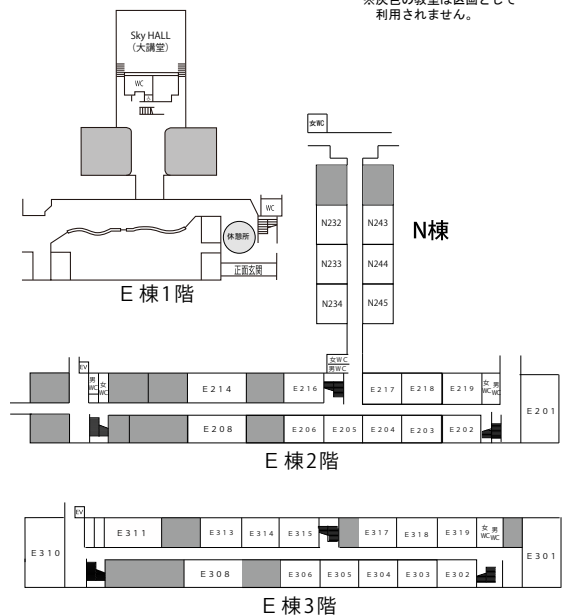 ※灰色の教室は区画として
利用されません。
Sky HALL
(大講堂)
WC
女WC
N232
N243
N棟
WC
休憩所
N233
N244
正面玄関
N234
N245
E 棟1階
女WC
男WC
EV
男WC
女WC
E214
E216
E217
E218
E219
女WC
男WC
E201
E208
E206
E205
E204
E203
E202
E 棟2階
EV
E310
E311
E313
E314
E315
E317
E318
E319
女WC
男WC
E301
E308
E306
E305
E304
E303
E302
E 棟3階